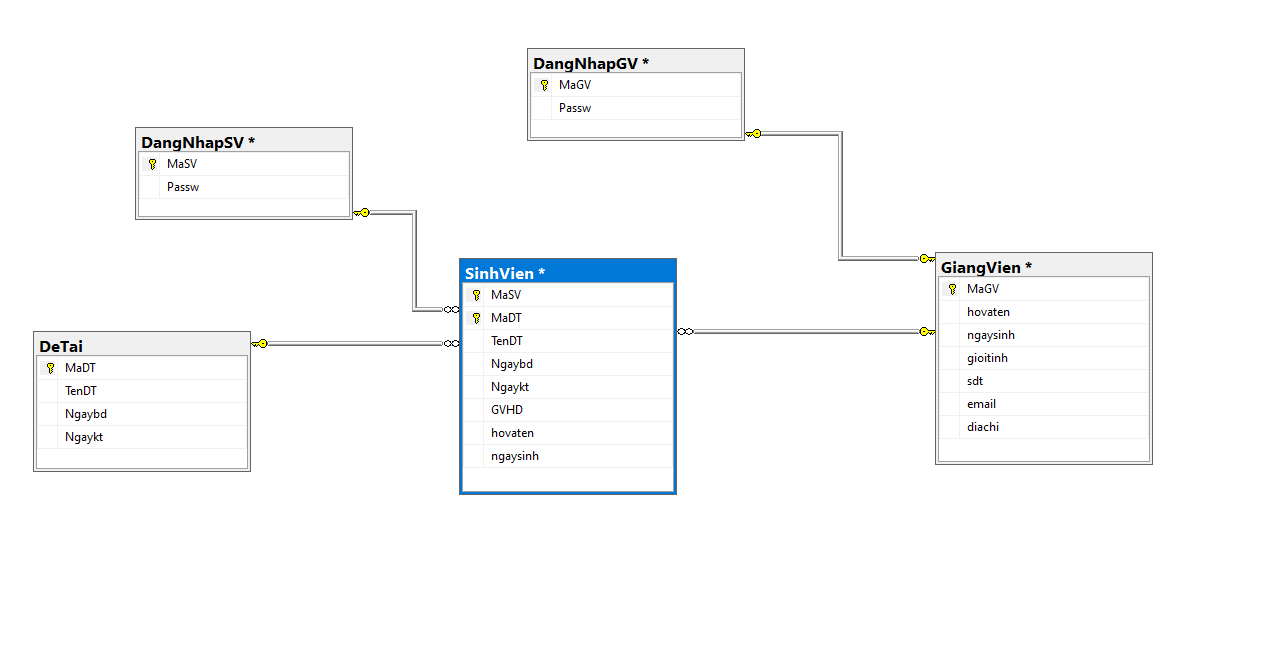 DangNhapGV *
MaGV
Passw
DangNhapSV *
MaSV
Passw
SinhVien *
MaSV
MaDT
TenDT
Ngaybd
Ngaykt
GVHD
hovaten
ngaysinh
GiangVien *
MaGV
hovaten
ngaysinh
gioitinh
sdt
email
diachi
DeTai
MaDT
TenDT
Ngaybd
Ngaykt